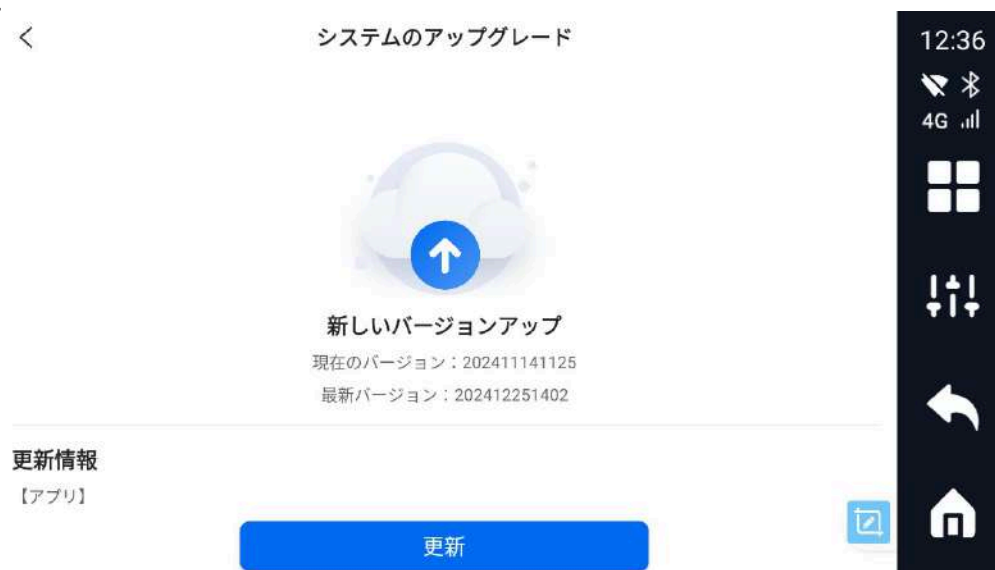 システムのアップグレード
12:36
4G
新しいバージョンアップ
現在のバージョン：202411141125
最新バージョン：202412251402
更新情報
【アプリ】
更新